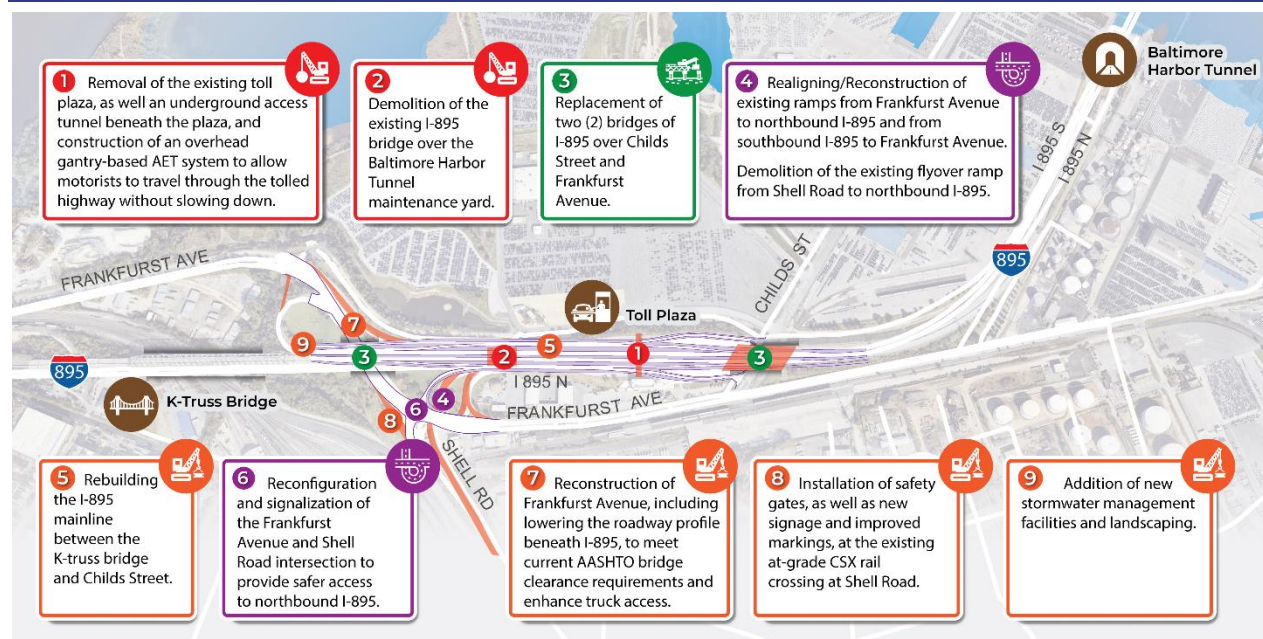 1 Removal of the existing toll
plaza, as well an underground access
tunnel beneath the plaza, and
construction of an overhead
gantry-based AET system to allow
motorists to travel through the tolled
highway without slowing down.
2
Demolition of the
existing I-895
bridge over the
Baltimore Harbor
Tunnel
maintenance yard.
3
Replacement of
two (2) bridges of
I-895 over Childs
Street and
Frankfurst
Avenue.
4 Realigning/Reconstruction of
existing ramps from Frankfurst Avenue
to northbound I-895 and from
southbound I-895 to Frankfurst Avenue.
Demolition of the existing flyover ramp
from Shell Road to northbound I-895.
Baltimore
Harbor Tunnel
I 895 S
I 895 N
895
CHILDS ST
FRANKFURST AVE
Toll Plaza
7
9
3
2
5
1
3
895
I 895 N
K-Truss Bridge
4
6
8
FRANKFURST AVE
SHELL RD
5 Rebuilding
the I-895
mainline
between the
K-truss bridge
and Childs Street.
6
Reconfiguration
and signalization of
the Frankfurst
Avenue and Shell
Road intersection to
provide safer access
to northbound I-895.
7 Reconstruction of
Frankfurst Avenue, including
lowering the roadway profile
beneath I-895, to meet
current AASHTO bridge
clearance requirements and
enhance truck access.
8 Installation of safety
gates, as well as new
signage and improved
markings, at the existing
at-grade CSX rail
crossing at Shell Road.
9 Addition of new
stormwater management
facilities and landscaping.